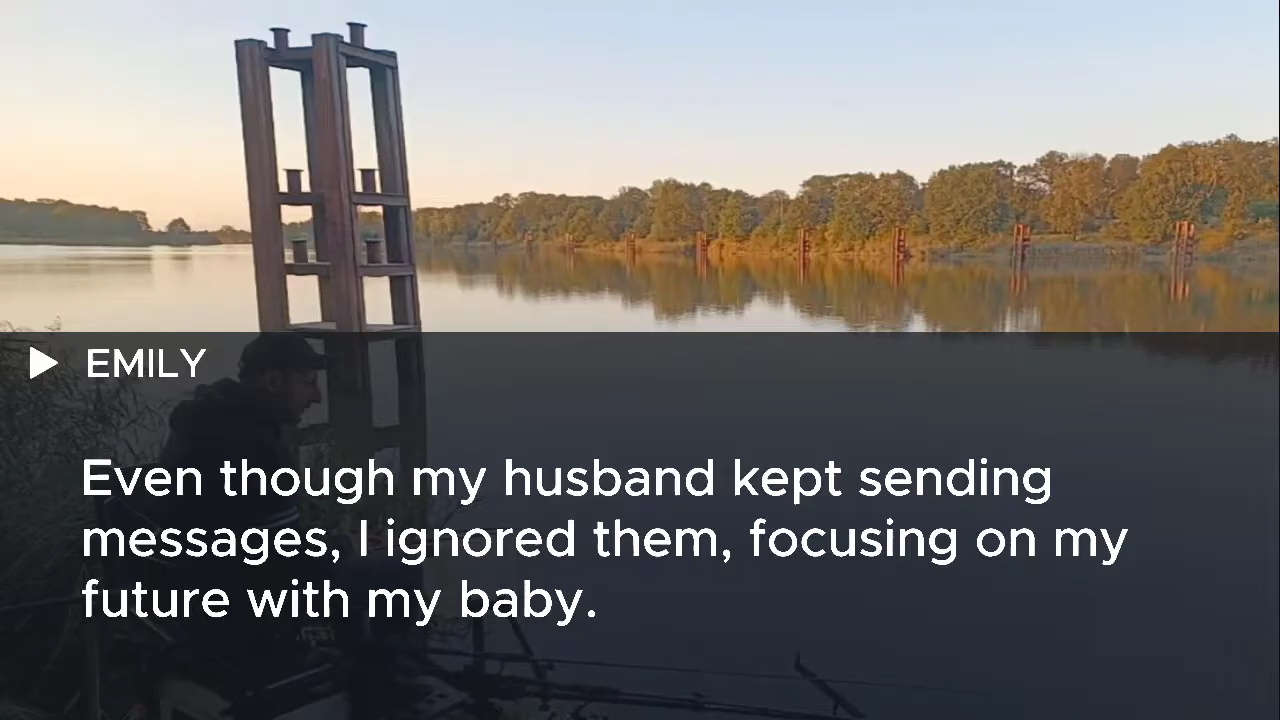 EMILY
Even though my husband kept sending
messages, I ignored them, focusing on my
future with my baby.